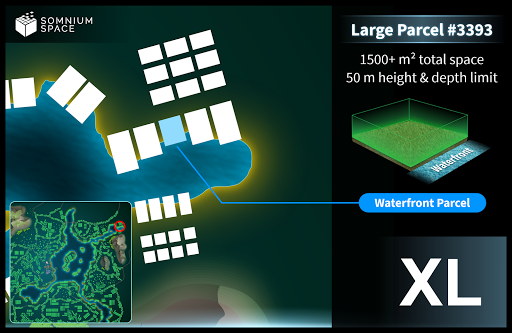 SOMNIUM
SPACE
Large Parcel #3393
1500+ m² total space
50 m height & depth limit
Waterfront
Waterfront Parcel
XL